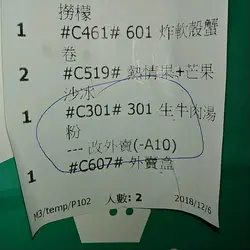 撈檬
1 #C461# 601 炸軟殼蟹
卷
2 #C519# 熱情果+芒果
沙冰
1 #C301# 301 生牛肉湯
粉
--- 改外賣(-A10)
1 #C607# 外賣盒
M3/temp/P102 人數: 2 2018/12/6